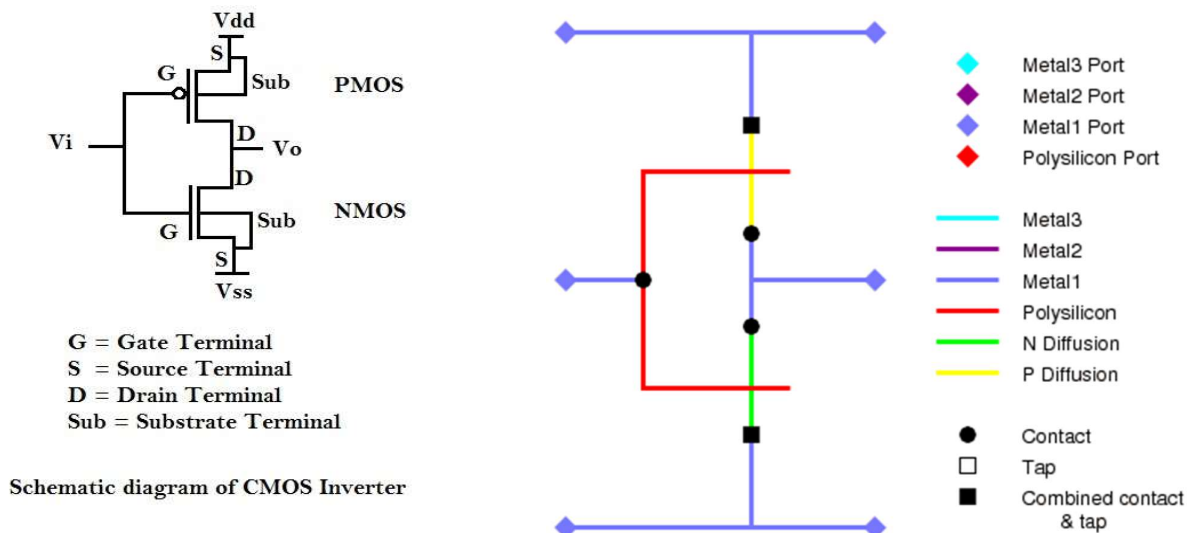 Vdd
S
G
Sub
PMOS
D
Vi
Vo
D
NMOS
Sub
G
S
Vss
G = Gate Terminal
S = Source Terminal
D = Drain Terminal
Sub = Substrate Terminal
Schematic diagram of CMOS Inverter
Metal3 Port
Metal2 Port
Metal1 Port
Polysilicon Port
Metal3
Metal2
Metal1
Polysilicon
N Diffusion
P Diffusion
Contact
Tap
Combined contact
& tap